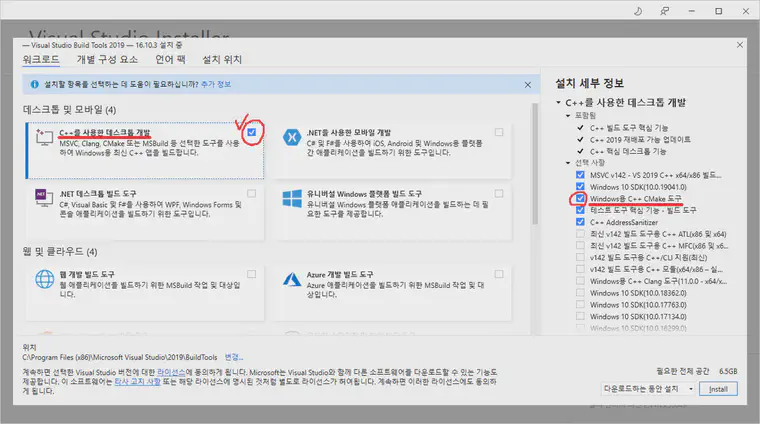 Visual Studio Installer
— Visual Studio Build Tools 2019 — 16.10.3 설치 중
워크로드 개별 구성 요소 언어 팩 설치 위치
설치할 항목을 선택하는 데 도움이 필요하십니까? 추가 정보
데스크톱 및 모바일 (4)
C++를 사용한 데스크톱 개발
MSVC, Clang, CMake 또는 MSBuild 등 선택한 도구를 사용
하여 Windows용 최신 C++ 앱을 빌드합니다.
.NET을 사용한 모바일 개발
C# 및 F#를 사용하여 iOS, Android 및 Windows용 플랫폼
간 애플리케이션을 빌드하기 위한 도구입니다.
.NET 데스크톱 빌드 도구
C#, Visual Basic 및 F#를 사용하여 WPF, Windows Forms 및
콘솔 애플리케이션을 빌드하기 위한 도구입니다.
유니버설 Windows 플랫폼 빌드 도구
유니버설 Windows 플랫폼 애플리케이션을 빌드하는 데 필
요한 도구를 제공합니다.
웹 및 클라우드 (4)
웹 개발 빌드 도구
웹 애플리케이션을 빌드하기 위한 MSBuild 작업 및 대상입
니다.
Azure 개발 빌드 도구
Azure 애플리케이션을 빌드하기 위한 MSBuild 작업 및 대
상입니다.
설치 세부 정보
C++를 사용한 데스크톱 개발
포함됨
C++ 빌드 도구 핵심 기능
C++ 2019 재배포 가능 업데이트
C++ 핵심 데스크톱 기능
선택 사항
MSVC v142 - VS 2019 C++ x64/x86 빌드...
Windows 10 SDK(10.0.19041.0)
Windows용 C++ CMake 도구
테스트 도구 핵심 기능 - 빌드 도구
C++ AddressSanitizer
최신 v142 빌드 도구용 C++ ATL(x86 및 x64)
최신 v142 빌드 도구용 C++ MFC(x86 및 x...
v142 빌드 도구용 C++/CLI 지원(최신)
v142 빌드 도구용 C++ 모듈(x64/x86 – 실...
Windows용 C++ Clang 도구(11.0.0 - x64/x...
Windows 10 SDK(10.0.18362.0)
Windows 10 SDK(10.0.17763.0)
Windows 10 SDK(10.0.17134.0)
Windows 10 SDK(10.0.16299.0)
위치
C:\Program Files (x86)\Microsoft Visual Studio\2019\BuildTools 변경...
계속하면 선택한 Visual Studio 버전에 대한 라이선스에 동의하게 됩니다. Microsoft는 Visual Studio와 함께 다른 소프트웨어를 다운로드할 수 있는 기능도
제공합니다. 이 소프트웨어는 타사 고지 사항 또는 해당 라이선스에 명시된 것처럼 별도로 라이선스가 허여됩니다. 계속하면 이러한 라이선스에도 동의하
게 됩니다.
필요한 전체 공간 6.5GB
다운로드하는 동안 설치 Install